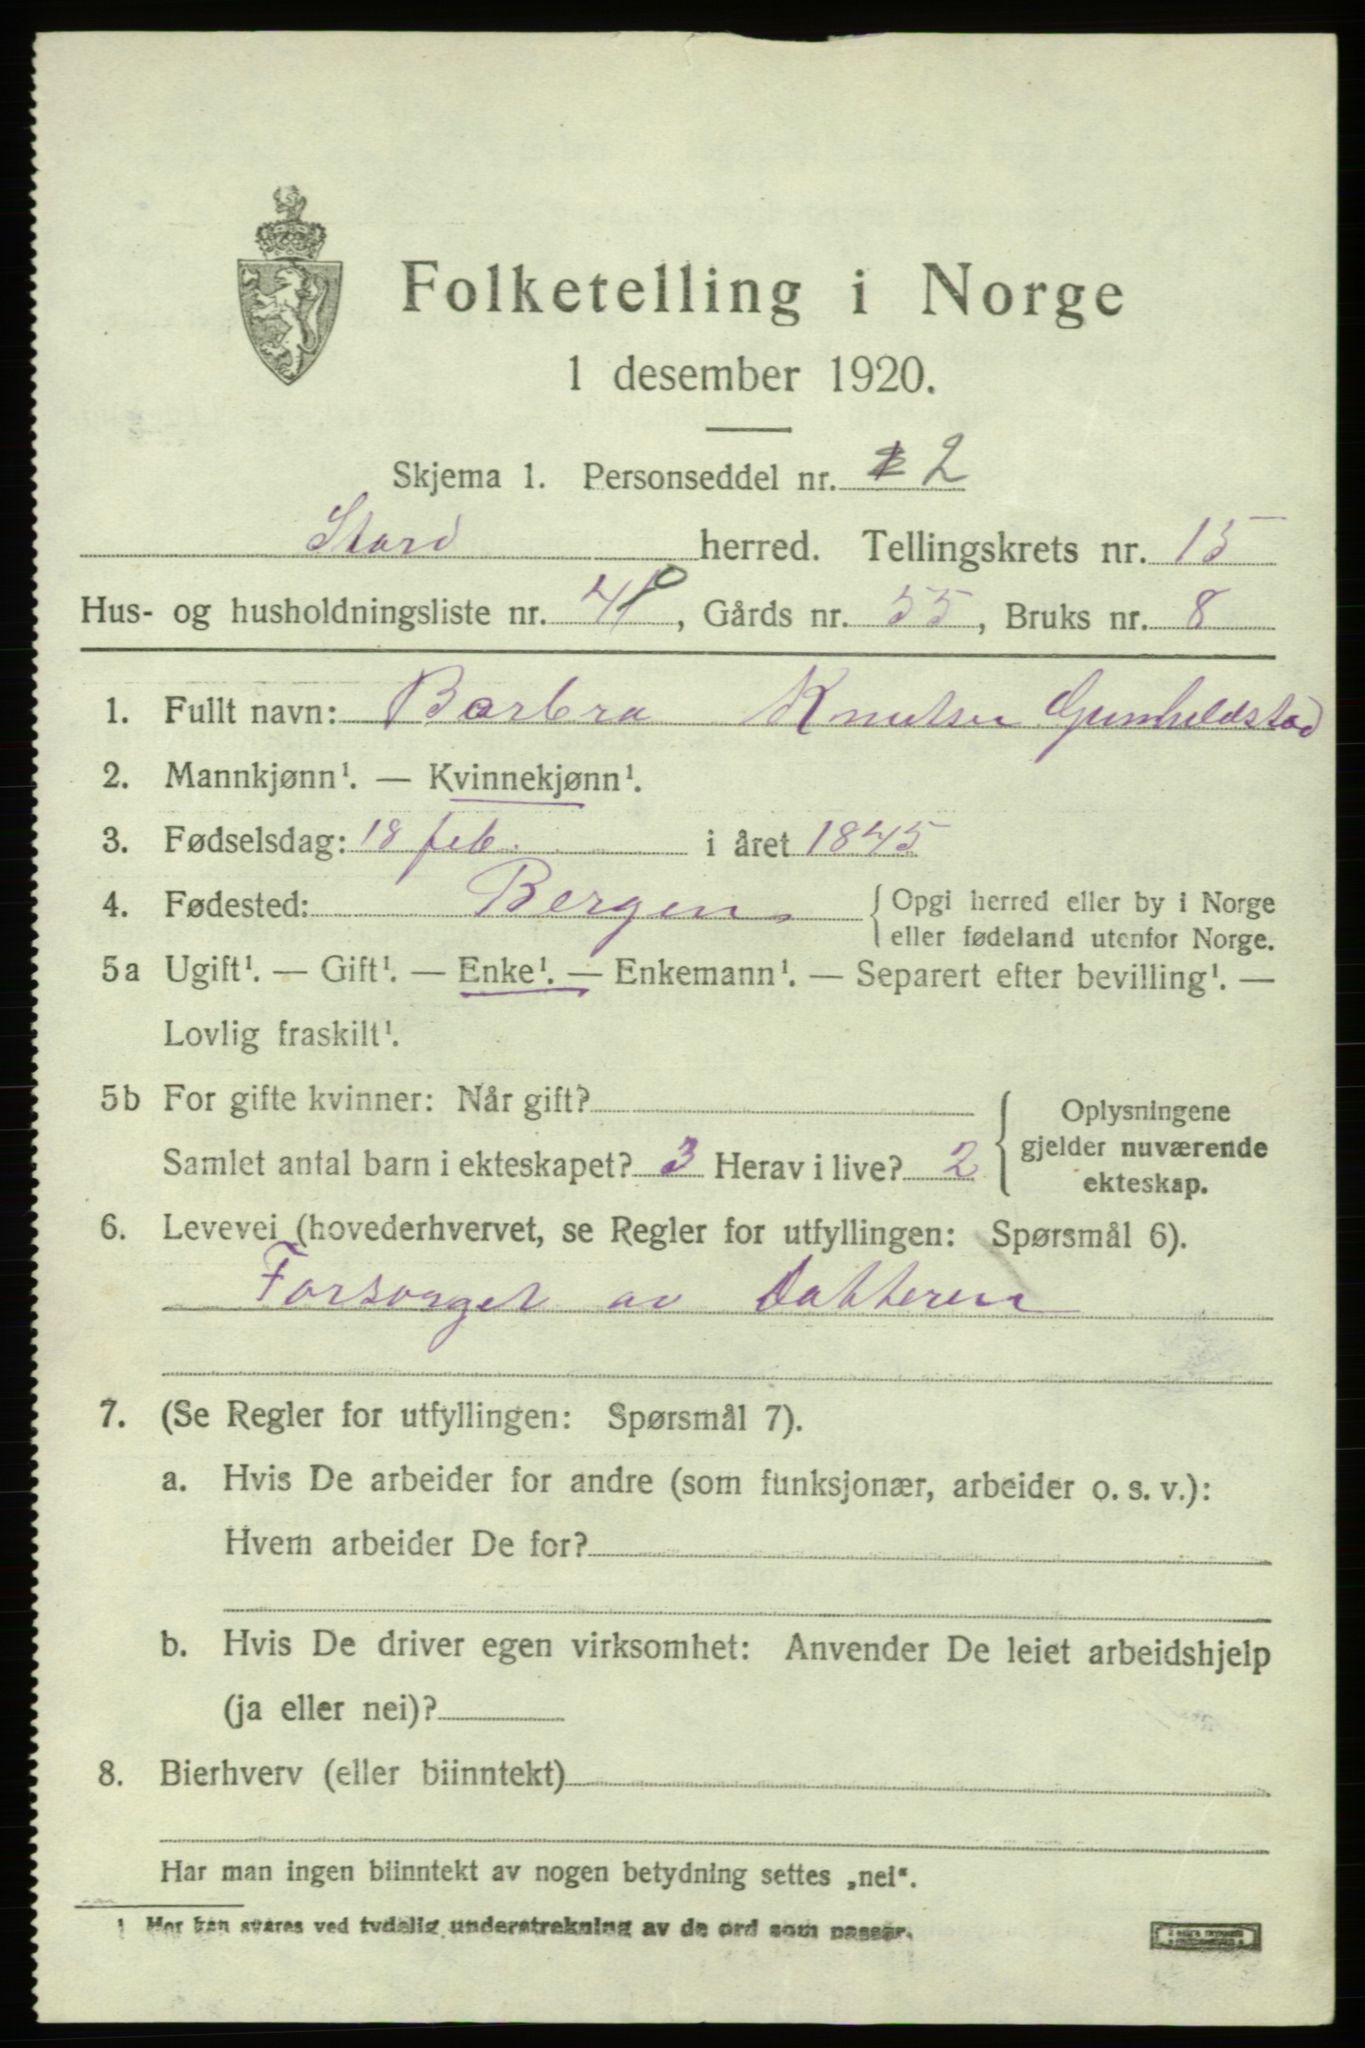 Folketelling i Norge
1 desember 1920.
Skjema 1. Personseddel nr. 2
Stord herred. Tellingskrets nr. 15
Hus- og husholdningsliste nr. , Gårds nr. 55, Bruks nr. 8
1. Fullt navn: Barbra Knutsen Gunhildstad
2. Mannkjønn¹. — Kvinnekjønn¹.
3. Fødselsdag: 18 feb. i året 1845
4. Fødested: Bergen { Opgi herred eller by i Norge
eller fødeland utenfor Norge.
5a Ugift¹. — Gift¹. — Enke¹. — Enkemann¹. — Separert efter bevilling¹. —
Lovlig fraskilt¹.
5b For gifte kvinner: Når gift?
Samlet antal barn i ekteskapet? 3 Herav i live? 2
{ Oplysningene
gjelder nuværende
ekteskap.
6. Levevei (hovederhvervet, se Regler for utfyllingen: Spørsmål 6).
Forsorget av datteren
7. (Se Regler for utfyllingen: Spørsmål 7).
a. Hvis De arbeider for andre (som funksjonær, arbeider o. s. v.):
Hvem arbeider De for?
b. Hvis De driver egen virksomhet: Anvender De leiet arbeidshjelp
(ja eller nei)?
8. Bierhverv (eller biinntekt)
Har man ingen biinntekt av nogen betydning settes „nei“.
¹ Her kan svares ved tydelig understrekning av de ord som passer.